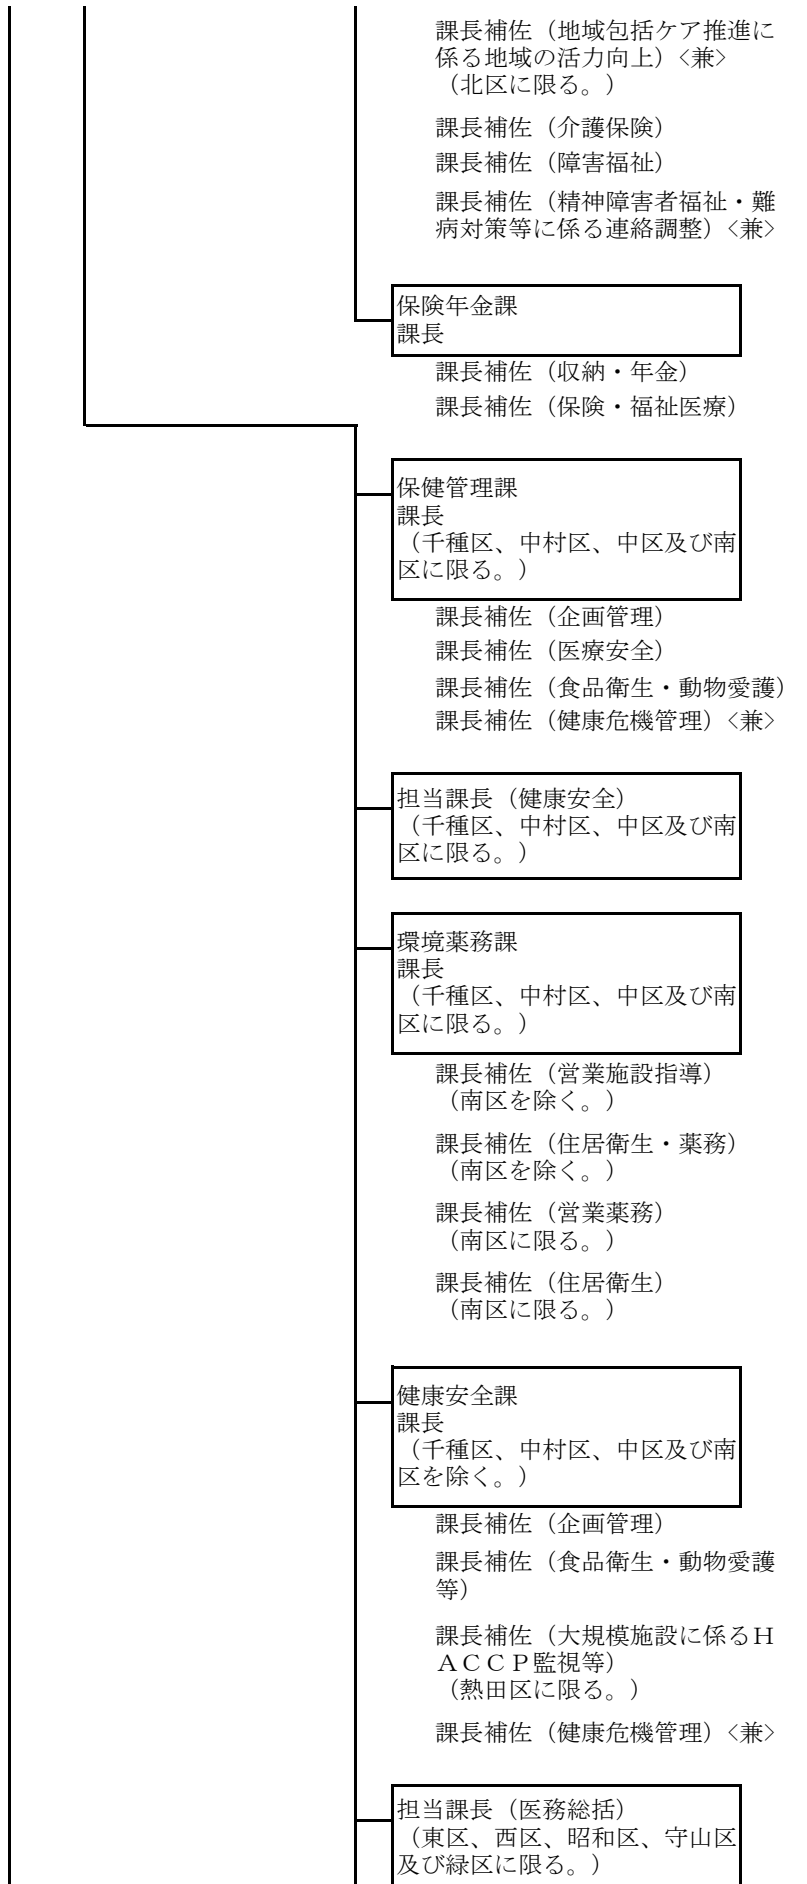 課長補佐（地域包括ケア推進に
係る地域の活力向上）<兼>
（北区に限る。）
課長補佐（介護保険）
課長補佐（障害福祉）
課長補佐（精神障害者福祉・難
病対策等に係る連絡調整）<兼>
保険年金課
課長
課長補佐（収納・年金）
課長補佐（保険・福祉医療）
保健管理課
課長
（千種区、中村区、中区及び南
区に限る。）
課長補佐（企画管理）
課長補佐（医療安全）
課長補佐（食品衛生・動物愛護）
課長補佐（健康危機管理）<兼>
担当課長（健康安全）
（千種区、中村区、中区及び南
区に限る。）
環境薬務課
課長
（千種区、中村区、中区及び南
区に限る。）
課長補佐（営業施設指導）
（南区を除く。）
課長補佐（住居衛生・薬務）
（南区を除く。）
課長補佐（営業薬務）
（南区に限る。）
課長補佐（住居衛生）
（南区に限る。）
健康安全課
課長
（千種区、中村区、中区及び南
区を除く。）
課長補佐（企画管理）
課長補佐（食品衛生・動物愛護
等）
課長補佐（大規模施設に係るＨ
ＡＣＣＰ監視等）
（熱田区に限る。）
課長補佐（健康危機管理）<兼>
担当課長（医務総括）
（東区、西区、昭和区、守山区
及び緑区に限る。）